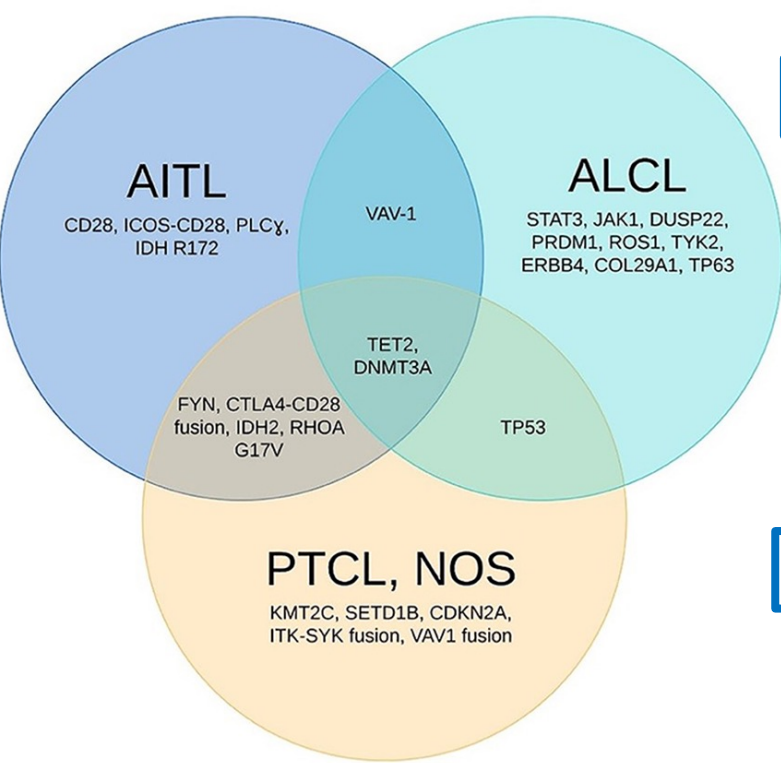 AITL
CD28, ICOS-CD28, PLCɣ,
IDH R172
ALCL
STAT3, JAK1, DUSP22,
PRDM1, ROS1, TYK2,
ERBB4, COL29A1, TP63
VAV-1
TET2,
DNMT3A
FYN, CTLA4-CD28
fusion, IDH2, RHOA
G17V
TP53
PTCL, NOS
KMT2C, SETD1B, CDKN2A,
ITK-SYK fusion, VAV1 fusion